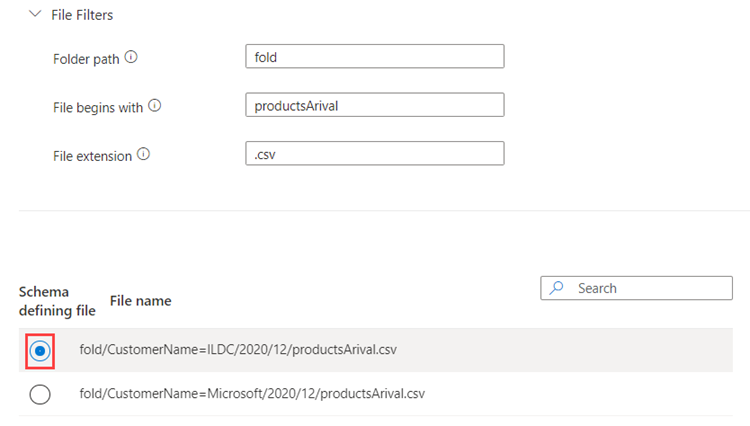 File Filters
Folder path
fold
File begins with
productsArival
File extension
.csv
Search
Schema
defining file
File name
fold/CustomerName=ILDC/2020/12/productsArival.csv
fold/CustomerName=Microsoft/2020/12/productsArival.csv